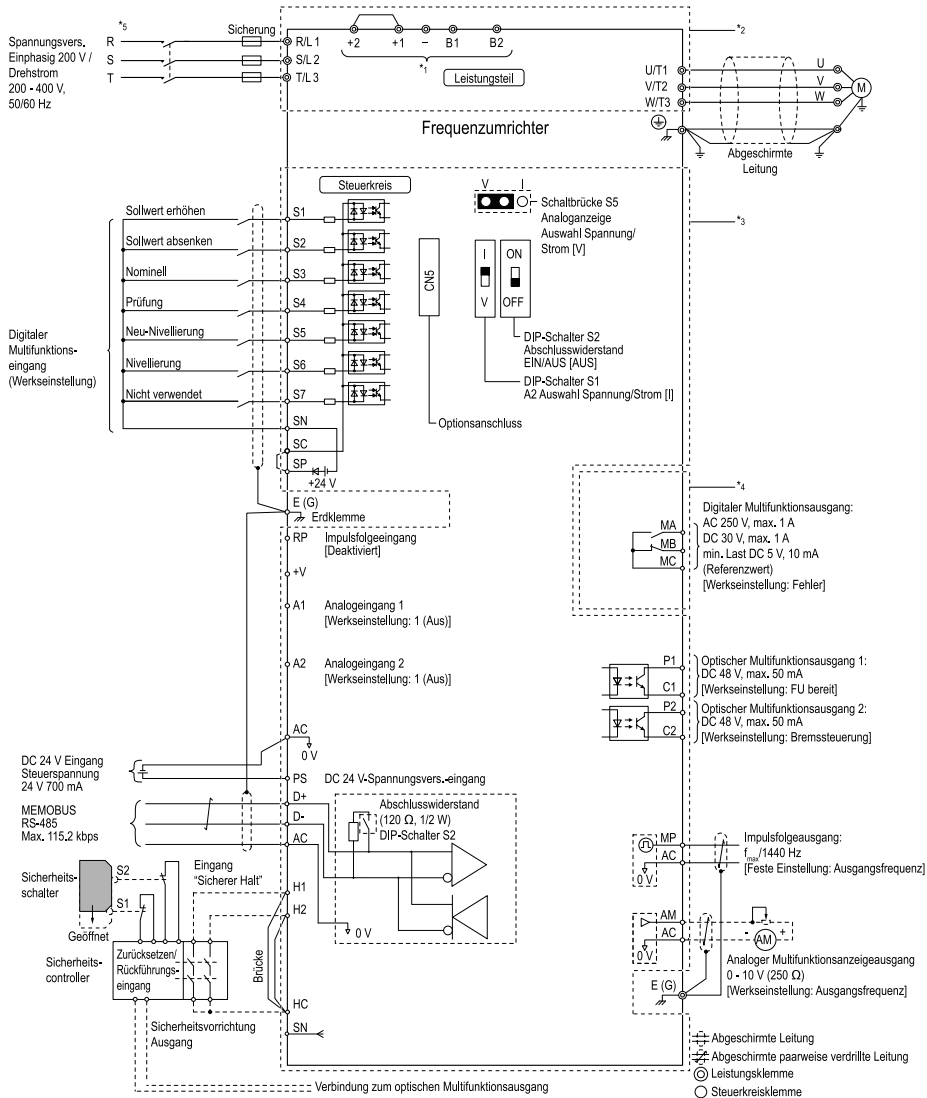 *5
Spannungsvers.
Einphasig 200 V /
Drehstrom
200 - 400 V,
50/60 Hz
R
S
T
Sicherung
R/L 1
S/L 2
T/L 3
+2
+1
–
B1
B2
*1
Leistungsteil
*2
U/T1
V/T2
W/T3
U
V
W
M
Abgeschirmte
Leitung
Frequenzumrichter
Steuerkreis
Digitaler
Multifunktions-
eingang
(Werkseinstellung)
Sollwert erhöhen
S1
Sollwert absenken
S2
Nominell
S3
Prüfung
S4
Neu-Nivellierung
S5
Nivellierung
S6
Nicht verwendet
S7
SN
SC
SP
+24 V
CN5
V
I
Schaltbrücke S5
Analoganzeige
Auswahl Spannung/
Strom [V]
*3
I
V
ON
OFF
DIP-Schalter S2
Abschlusswiderstand
EIN/AUS [AUS]
DIP-Schalter S1
A2 Auswahl Spannung/Strom [I]
Optionsanschluss
E (G)
Erdklemme
RP
Impulsfolgeeingang
[Deaktiviert]
+V
A1
Analogeingang 1
[Werkseinstellung: 1 (Aus)]
A2
Analogeingang 2
[Werkseinstellung: 1 (Aus)]
*4
MA
MB
MC
Digitaler Multifunktionsausgang:
AC 250 V, max. 1 A
DC 30 V, max. 1 A
min. Last DC 5 V, 10 mA
(Referenzwert)
[Werkseinstellung: Fehler]
P1
C1
Optischer Multifunktionsausgang 1:
DC 48 V, max. 50 mA
[Werkseinstellung: FU bereit]
P2
C2
Optischer Multifunktionsausgang 2:
DC 48 V, max. 50 mA
[Werkseinstellung: Bremssteuerung]
AC
0 V
DC 24 V Eingang
Steuerspannung
24 V 700 mA
PS
DC 24 V-Spannungsvers.-eingang
MEMOBUS
RS-485
Max. 115.2 kbps
D+
D-
AC
0 V
Abschlusswiderstand
(120 Ω, 1/2 W)
DIP-Schalter S2
MP
AC
0 V
Impulsfolgeausgang:
fmax/1440 Hz
[Feste Einstellung: Ausgangsfrequenz]
AM
AC
0 V
-
+
AM
Analoger Multifunktionsanzeigeausgang
0 - 10 V (250 Ω)
[Werkseinstellung: Ausgangsfrequenz]
E (G)
Sicherheits-
schalter
S2
S1
Geöffnet
Eingang
“Sicherer Halt”
H1
H2
Brücke
HC
SN
Sicherheits-
controller
Zurücksetzen/
Rückführungs-
eingang
Sicherheitsvorrichtung
Ausgang
Verbindung zum optischen Multifunktionsausgang
Abgeschirmte Leitung
Abgeschirmte paarweise verdrillte Leitung
Leistungsklemme
Steuerkreisklemme